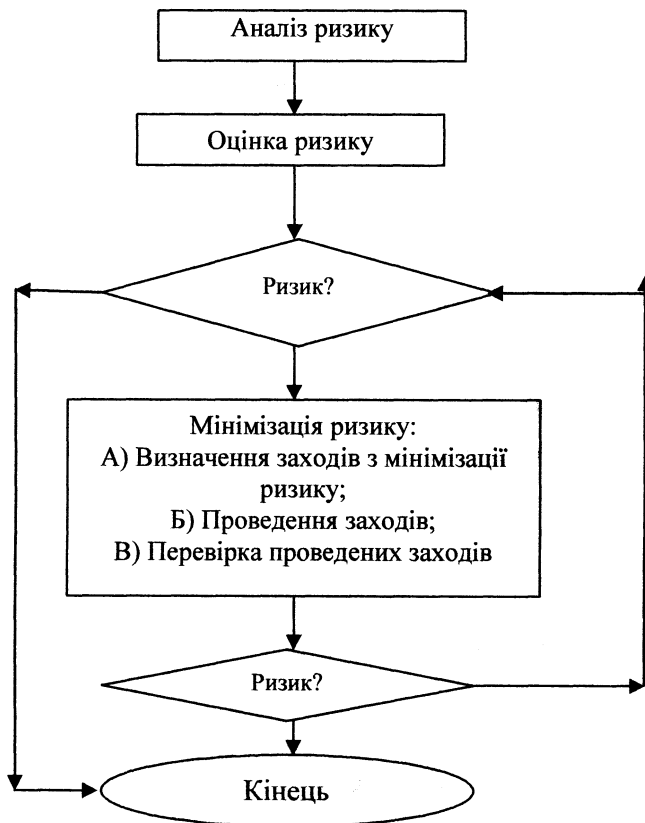 Аналіз ризику
Оцінка ризику
Ризик?
Мінімізація ризику:
А) Визначення заходів з мінімізації
ризику;
Б) Проведення заходів;
В) Перевірка проведених заходів
Ризик?
Кінець